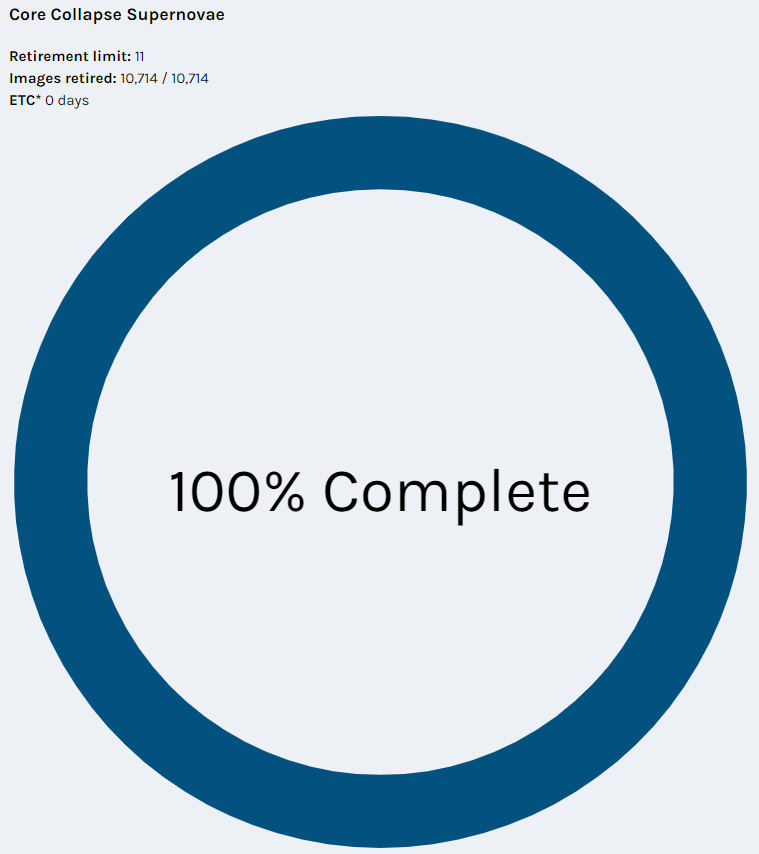 Core Collapse Supernovae
Retirement limit: 11
Images retired: 10,714 / 10,714
ETC* 0 days
100% Complete